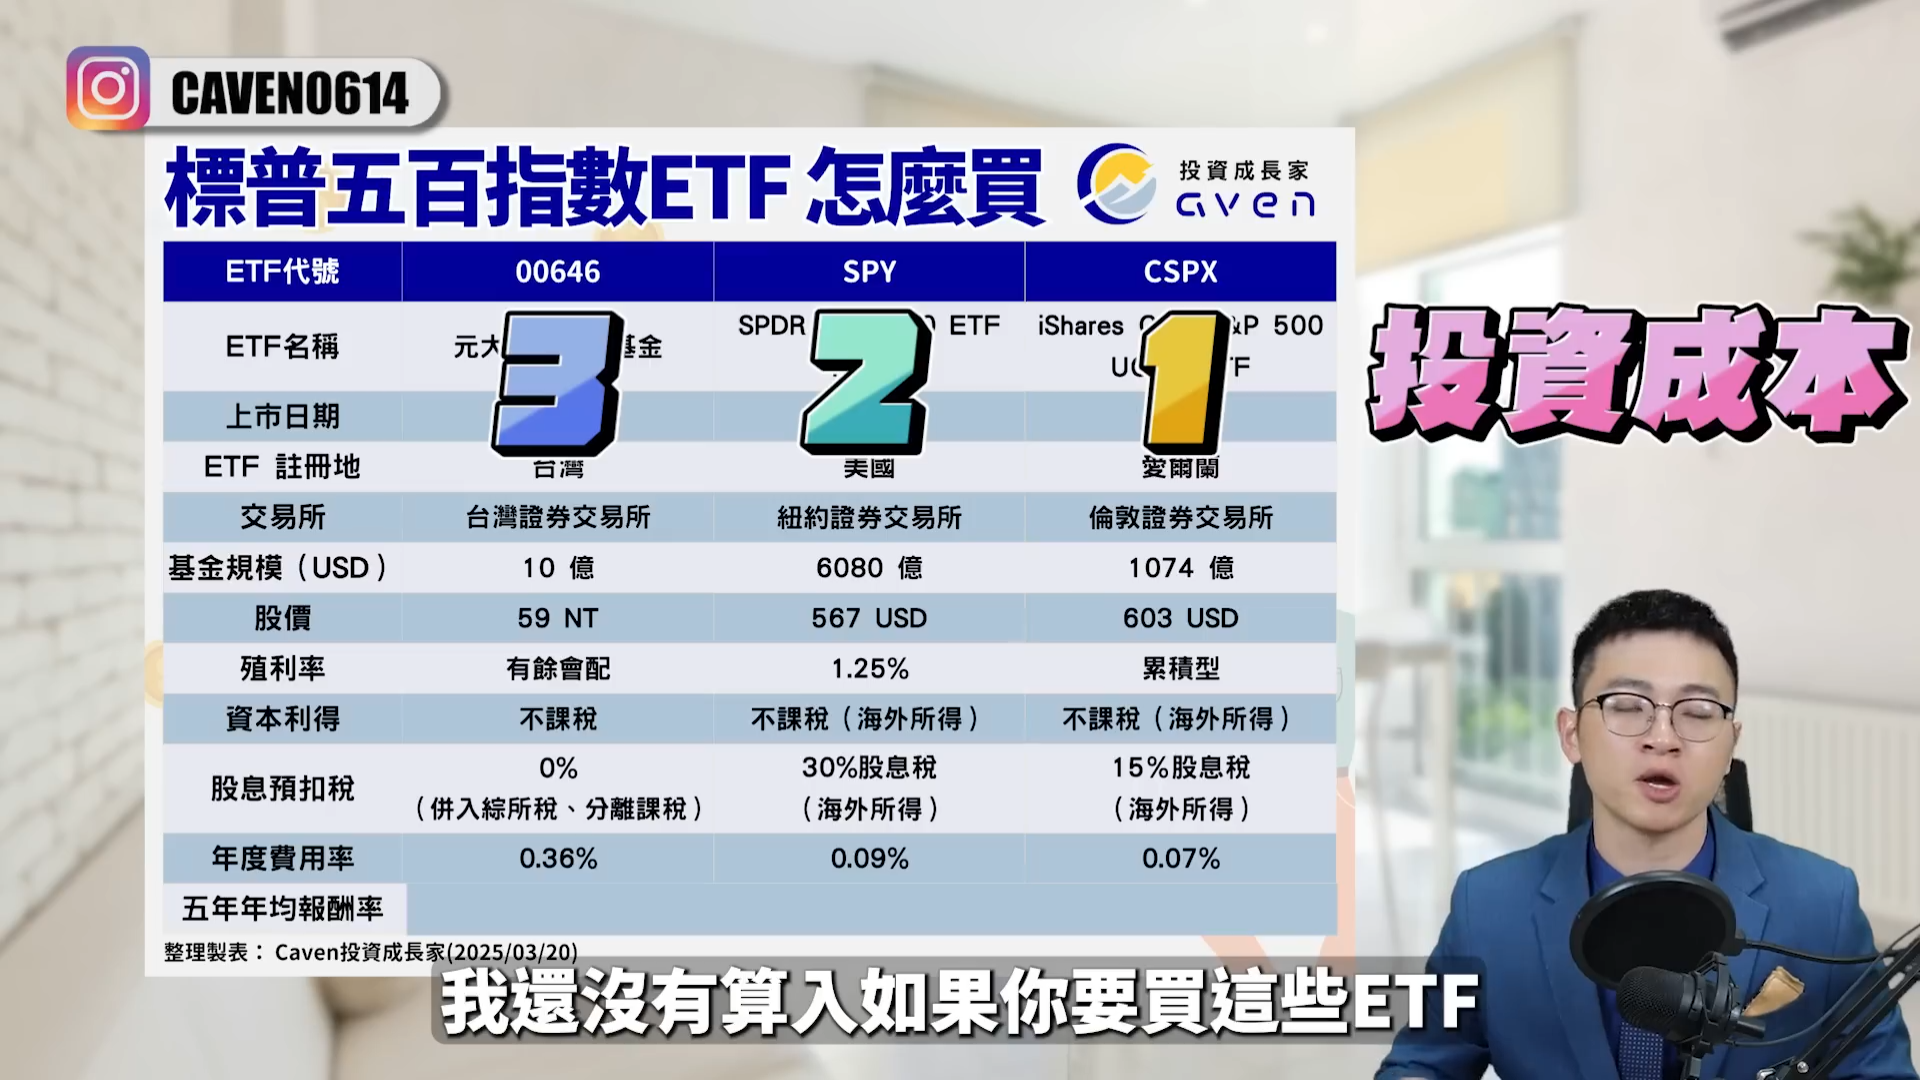 CAVEN0614
標普五百指數ETF 怎麼買
投資成長家
aven
ETF代號 00646 SPY CSPX
ETF名稱 元大 基金 SPDR ETF iShares &P 500
ETF
上市日期
ETF 註冊地 台灣 美國 愛爾蘭
交易所 台灣證券交易所 紐約證券交易所 倫敦證券交易所
基金規模(USD) 10 億 6080 億 1074 億
股價 59 NT 567 USD 603 USD
殖利率 有餘會配 1.25% 累積型
資本利得 不課稅 不課稅(海外所得) 不課稅(海外所得)
股息預扣稅 0% 30%股息稅 15%股息稅
(併入綜所稅、分離課稅) (海外所得) (海外所得)
年度費用率 0.36% 0.09% 0.07%
五年年均報酬率
整理製表: Caven投資成長家(2025/03/20)
3 2 1
投資成本
我還沒有算入如果你要買這些ETF